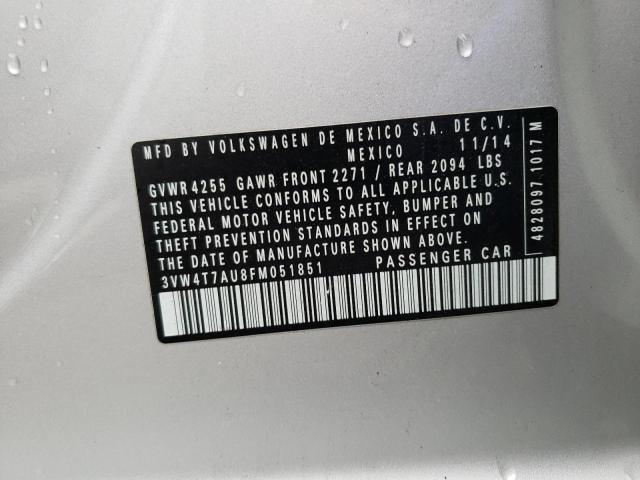 MFD BY VOLKSWAGEN DE MEXICO S.A. DE C.V.
MEXICO 11/14
GVWR 4255 GAWR FRONT 2271 / REAR 2094 LBS
THIS VEHICLE CONFORMS TO ALL APPLICABLE U.S.
FEDERAL MOTOR VEHICLE SAFETY, BUMPER AND
THEFT PREVENTION STANDARDS IN EFFECT ON
THE DATE OF MANUFACTURE SHOWN ABOVE.
3VW4T7AU8FM051851 PASSENGER CAR
4828097 1017 M